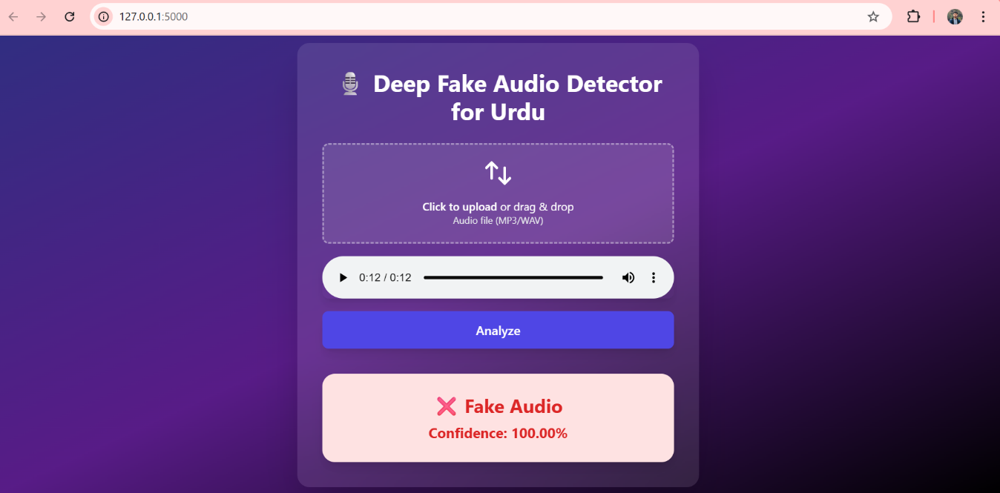 127.0.0.1:5000
Deep Fake Audio Detector
for Urdu
Click to upload or drag & drop
Audio file (MP3/WAV)
0:12 / 0:12
Analyze
Fake Audio
Confidence: 100.00%